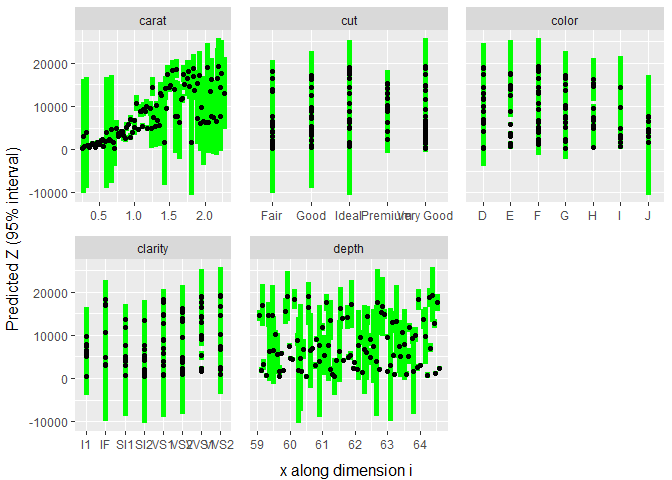 carat
cut
color
20000
10000
0
-10000
0.5 1.0 1.5 2.0
Fair Good Ideal Premium Very Good
D E F G H I J
clarity
depth
20000
10000
0
-10000
I1 IF SI1 SI2 VS1 VS2 VVS1 VVS2
59 60 61 62 63 64
Predicted Z (95% interval)
x along dimension i